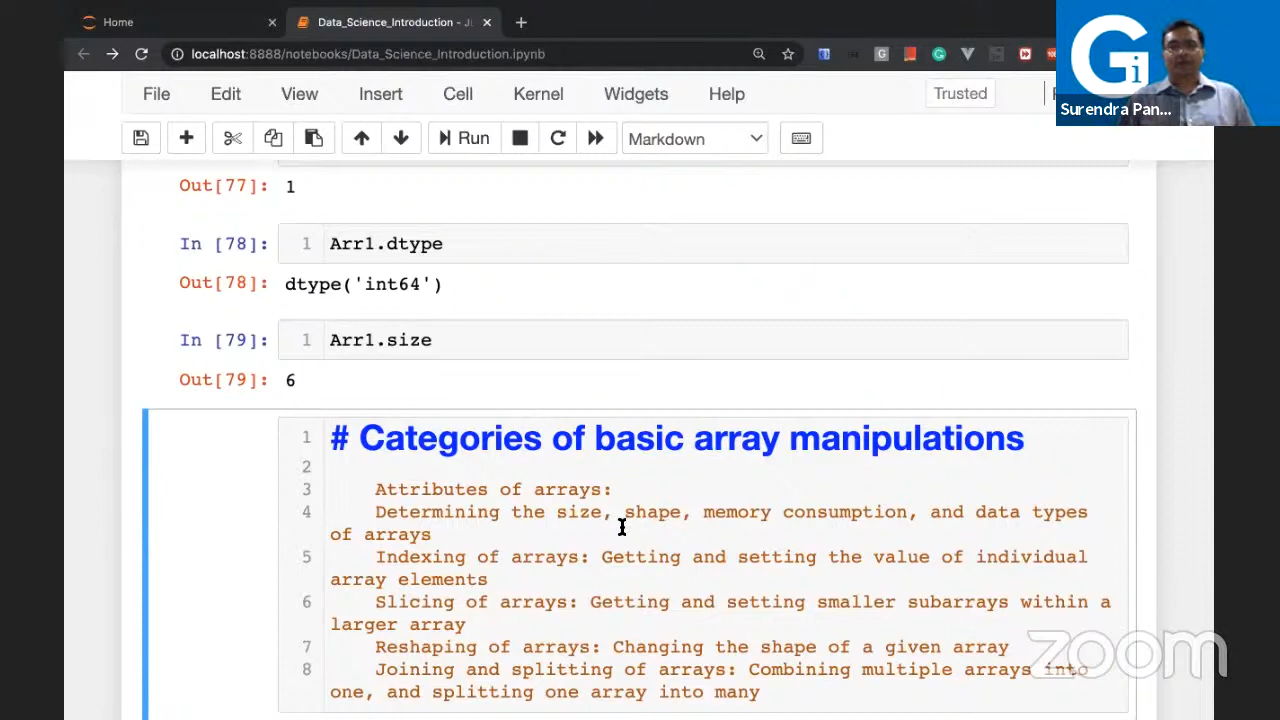 Home
Data_Science_Introduction - Ju
localhost:8888/notebooks/Data_Science_Introduction.ipynb
Gi
Surendra Pan...
File Edit View Insert Cell Kernel Widgets Help Trusted
Run Markdown
Out[77]: 1
In [78]: 1 Arr1.dtype
Out[78]: dtype('int64')
In [79]: 1 Arr1.size
Out[79]: 6
1 # Categories of basic array manipulations
2
3 Attributes of arrays:
4 Determining the size, shape, memory consumption, and data types
of arrays
5 Indexing of arrays: Getting and setting the value of individual
array elements
6 Slicing of arrays: Getting and setting smaller subarrays within a
larger array
7 Reshaping of arrays: Changing the shape of a given array
8 Joining and splitting of arrays: Combining multiple arrays into
one, and splitting one array into many
zoom